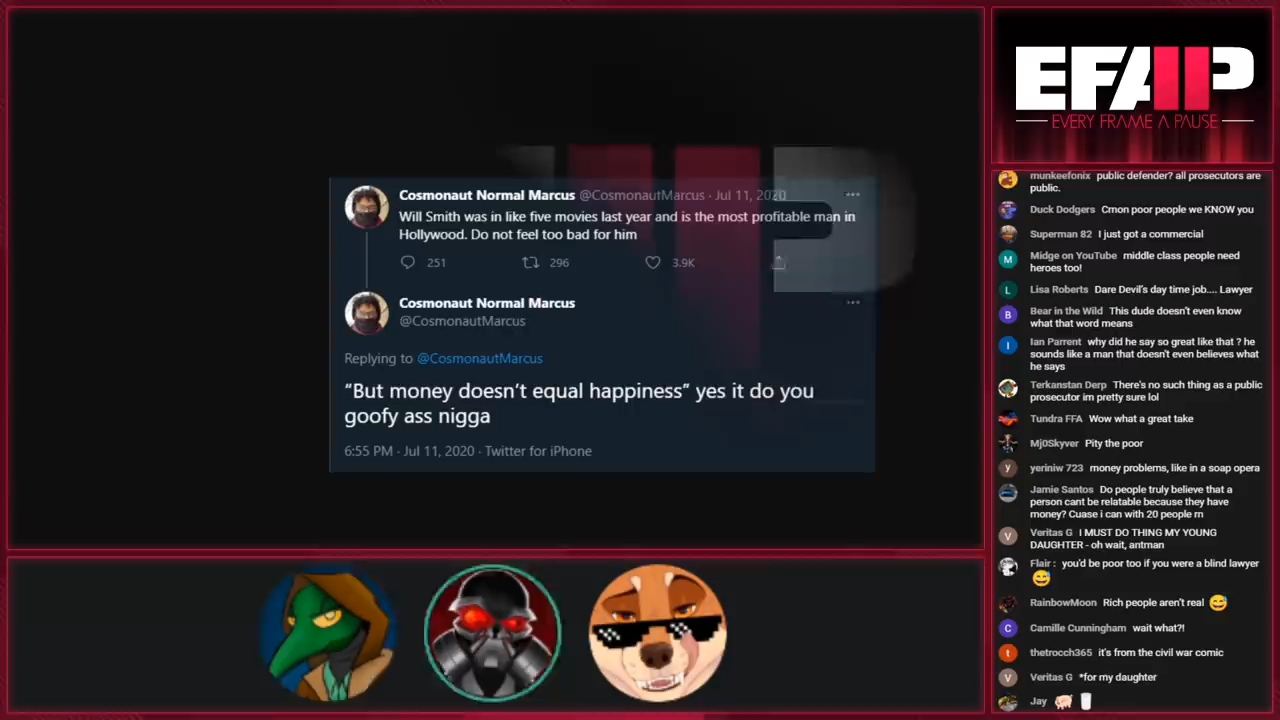 Cosmonaut Normal Marcus @CosmonautMarcus · Jul 11, 2020
Will Smith was in like five movies last year and is the most profitable man in
Hollywood. Do not feel too bad for him
251 296 3.9K
Cosmonaut Normal Marcus
@CosmonautMarcus
Replying to @CosmonautMarcus
“But money doesn’t equal happiness” yes it do you
goofy ass nigga
6:55 PM · Jul 11, 2020 · Twitter for iPhone
EFAP
EVERY FRAME A PAUSE
munkeefonix public defender? all prosecutors are
public.
Duck Dodgers Cmon poor people we KNOW you
Superman 82 I just got a commercial
M
Midge on YouTube middle class people need
heroes too!
L
Lisa Roberts Dare Devil's day time job.... Lawyer
B
Bear in the Wild This dude doesn't even know
what that word means
I
Ian Parrent why did he say so great like that ? he
sounds like a man that doesn't even believes what
he says
Terkanstan Derp There's no such thing as a public
prosecutor im pretty sure lol
Tundra FFA Wow what a great take
Mj0Skyver Pity the poor
y
yeriniw 723 money problems, like in a soap opera
Jamie Santos Do people truly believe that a
person cant be relatable because they have
money? Cuase i can with 20 people rn
V
Veritas G I MUST DO THING MY YOUNG
DAUGHTER - oh wait, antman
Flair : you'd be poor too if you were a blind lawyer
😅
RainbowMoon Rich people aren't real 😅
C
Camille Cunningham wait what?!
t
thetrocch365 it's from the civil war comic
V
Veritas G *for my daughter
Jay 🐖 🥛